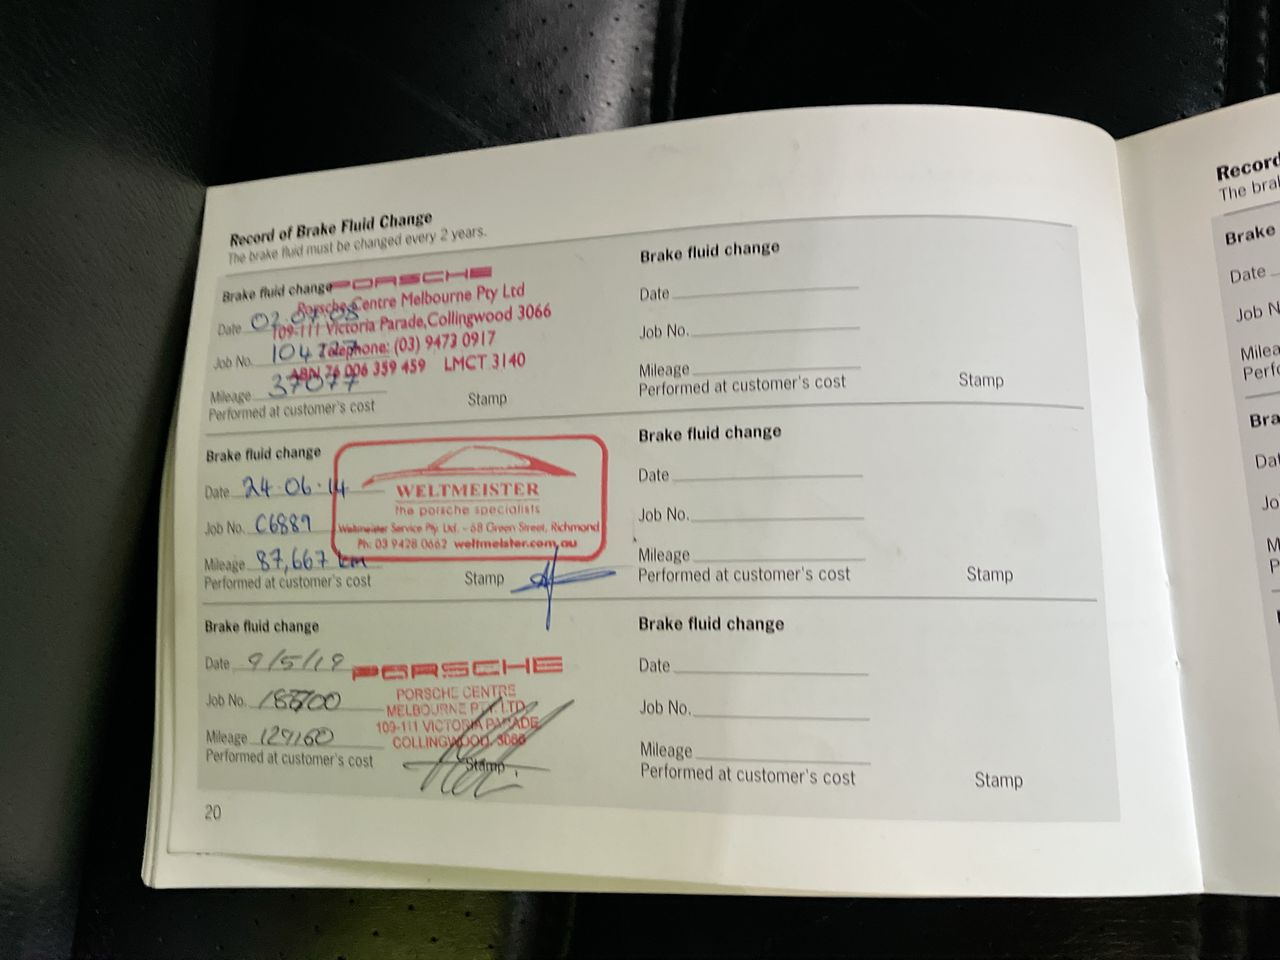 Record of Brake Fluid Change
The brake fluid must be changed every 2 years.
Brake fluid change
PORSCHE
Porsche Centre Melbourne Pty Ltd
Date 02.07.08
109-111 Victoria Parade, Collingwood 3066
Job No.
Telephone: (03) 9473 0917
ABN 76 006 359 459 LMCT 3140
Mileage 37077
Performed at customer's cost
Stamp
Brake fluid change
Date 24.06.14
Job No. C6889
Mileage 87,667 km
Performed at customer's cost
WELTMEISTER
the porsche specialists
Weltmeister Service Pty. Ltd. - 68 Green Street, Richmond
Ph: 03 9428 0662 weltmeister.com.au
Stamp
Brake fluid change
Date 9/5/19
Job No.
Mileage 129160
Performed at customer's cost
PORSCHE
PORSCHE CENTRE
MELBOURNE PTY. LTD.
109-111 VICTORIA PARADE
COLLINGWOOD. 3066
Stamp
20
Brake fluid change
Date
Job No.
Mileage
Performed at customer's cost
Stamp
Brake fluid change
Date
Job No.
Mileage
Performed at customer's cost
Stamp
Brake fluid change
Date
Job No.
Mileage
Performed at customer's cost
Stamp
Record
The
Brake
Date
Job